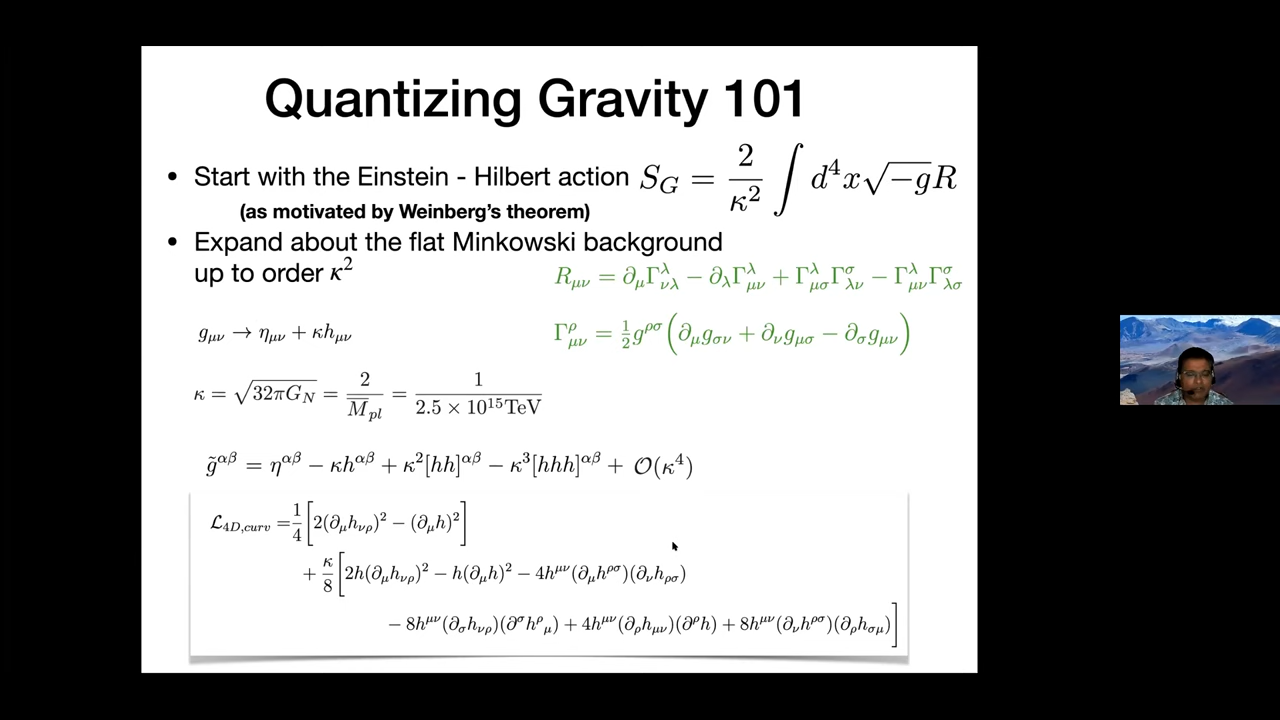 Quantizing Gravity 101
• Start with the Einstein - Hilbert action $S_G = \frac{2}{\kappa^2} \int d^4x \sqrt{-g} R$
(as motivated by Weinberg's theorem)
• Expand about the flat Minkowski background
up to order $\kappa^2$
$R_{\mu\nu} = \partial_\mu \Gamma^\lambda_{\nu\lambda} - \partial_\lambda \Gamma^\lambda_{\mu\nu} + \Gamma^\lambda_{\mu\sigma} \Gamma^\sigma_{\lambda\nu} - \Gamma^\lambda_{\mu\nu} \Gamma^\sigma_{\lambda\sigma}$
$g_{\mu\nu} \to \eta_{\mu\nu} + \kappa h_{\mu\nu}$
$\Gamma^\rho_{\mu\nu} = \frac{1}{2} g^{\rho\sigma} \left( \partial_\mu g_{\sigma\nu} + \partial_\nu g_{\mu\sigma} - \partial_\sigma g_{\mu\nu} \right)$
$\kappa = \sqrt{32\pi G_N} = \frac{2}{\overline{M}_{pl}} = \frac{1}{2.5 \times 10^{15} \text{TeV}}$
$\tilde{g}^{\alpha\beta} = \eta^{\alpha\beta} - \kappa h^{\alpha\beta} + \kappa^2 [hh]^{\alpha\beta} - \kappa^3 [hhh]^{\alpha\beta} + \mathcal{O}(\kappa^4)$
$\mathcal{L}_{4D,curv} = \frac{1}{4} \left[ 2(\partial_\mu h_{\nu\rho})^2 - (\partial_\mu h)^2 \right]$
$+ \frac{\kappa}{8} \left[ 2h(\partial_\mu h_{\nu\rho})^2 - h(\partial_\mu h)^2 - 4h^{\mu\nu}(\partial_\mu h^{\rho\sigma})(\partial_\nu h_{\rho\sigma}) \right.$
$\left. - 8h^{\mu\nu}(\partial_\sigma h_{\nu\rho})(\partial^\sigma h^\rho{}_\mu) + 4h^{\mu\nu}(\partial_\rho h_{\mu\nu})(\partial^\rho h) + 8h^{\mu\nu}(\partial_\nu h^{\rho\sigma})(\partial_\rho h_{\sigma\mu}) \right]$